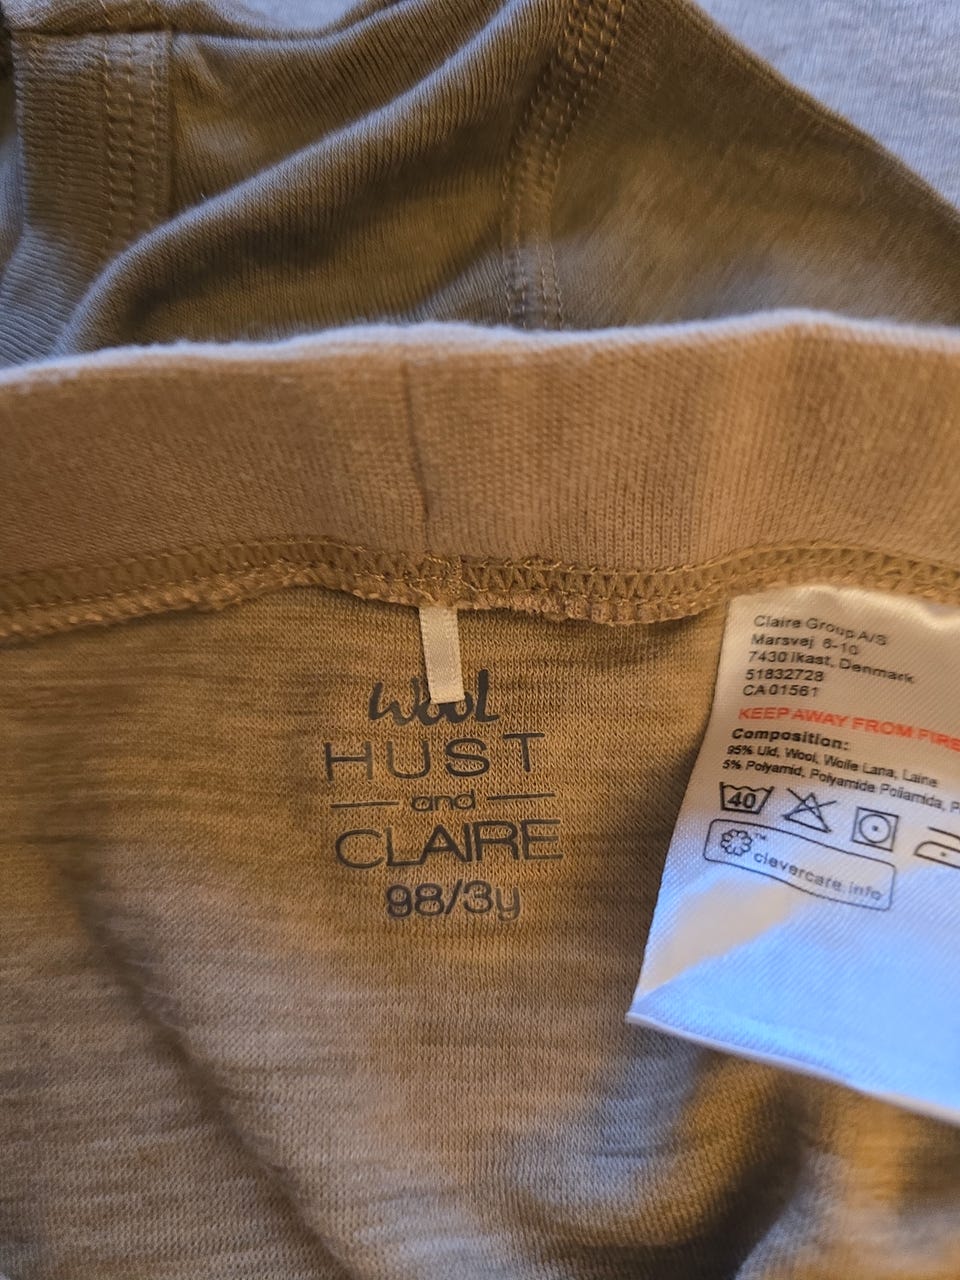 Wool
HUST
and
CLAIRE
98/3y
Claire Group A/S
Marsvej 6-10
7430 Ikast, Denmark
51832728
CA01561
KEEP AWAY FROM FIRE
Composition:
95% Uld, Wool, Wolle Lana, Laine
5% Polyamid, Polyamide Poliamida, P
40
clevercare.info